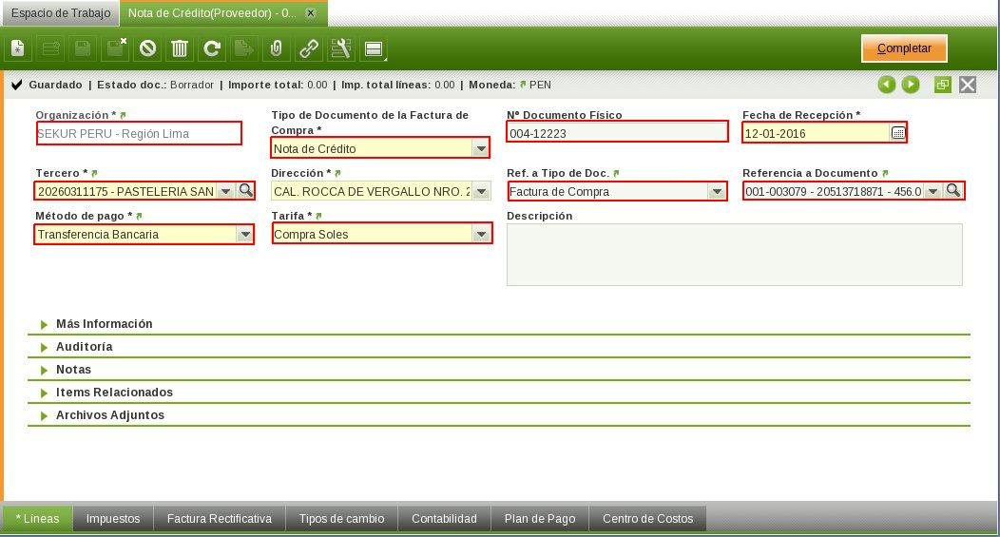 Espacio de Trabajo
Nota de Crédito(Proveedor) - 0...
Completar
Guardado | Estado doc.: Borrador | Importe total: 0.00 | Imp. total líneas: 0.00 | Moneda: PEN
Organización *
Tipo de Documento de la Factura de Compra *
Nº Documento Físico
Fecha de Recepción *
SEKUR PERU - Región Lima
Nota de Crédito
004-12223
12-01-2016
Tercero *
Dirección *
Ref. a Tipo de Doc.
Referencia a Documento
20260311175 - PASTELERIA SAN
CAL. ROCCA DE VERGALLO NRO. 2
Factura de Compra
001-003079 - 20513718871 - 456.0
Método de pago *
Tarifa *
Descripción
Transferencia Bancaria
Compra Soles
Más Información
Auditoría
Notas
Items Relacionados
Archivos Adjuntos
* Líneas
Impuestos
Factura Rectificativa
Tipos de cambio
Contabilidad
Plan de Pago
Centro de Costos